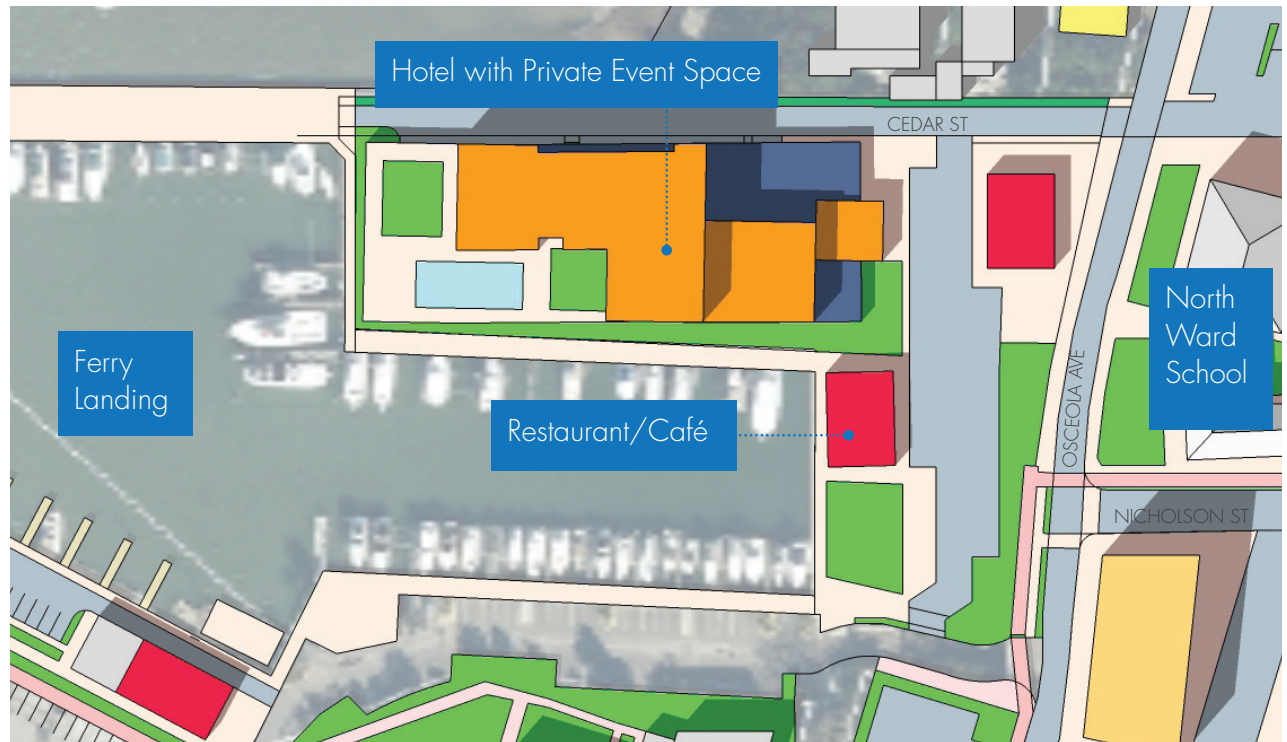 Hotel with Private Event Space
CEDAR ST
North
Ward
School
Ferry
Landing
Restaurant/Café
OSCEOLA AVE
NICHOLSON ST